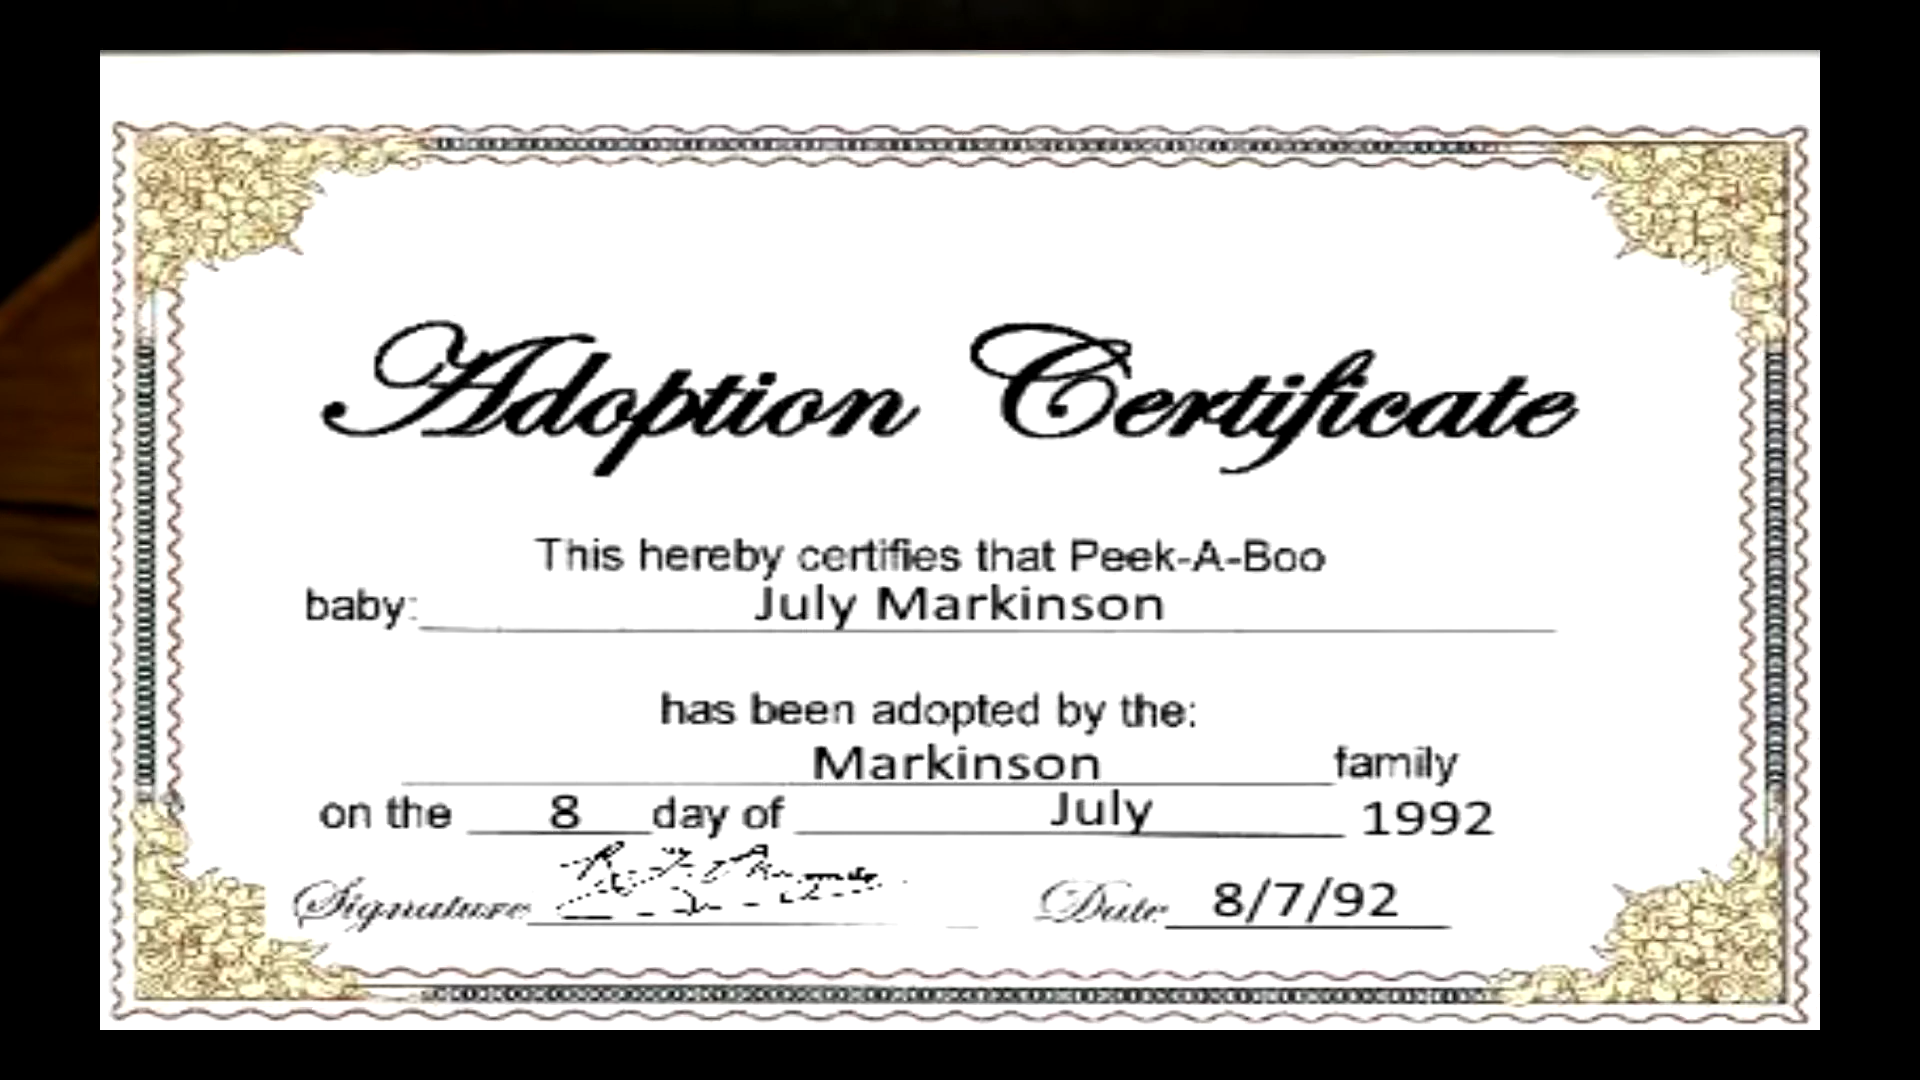 Adoption Certificate
This hereby certifies that Peek-A-Boo
baby: July Markinson
has been adopted by the:
Markinson family
on the 8 day of July 1992
Signature Date 8/7/92